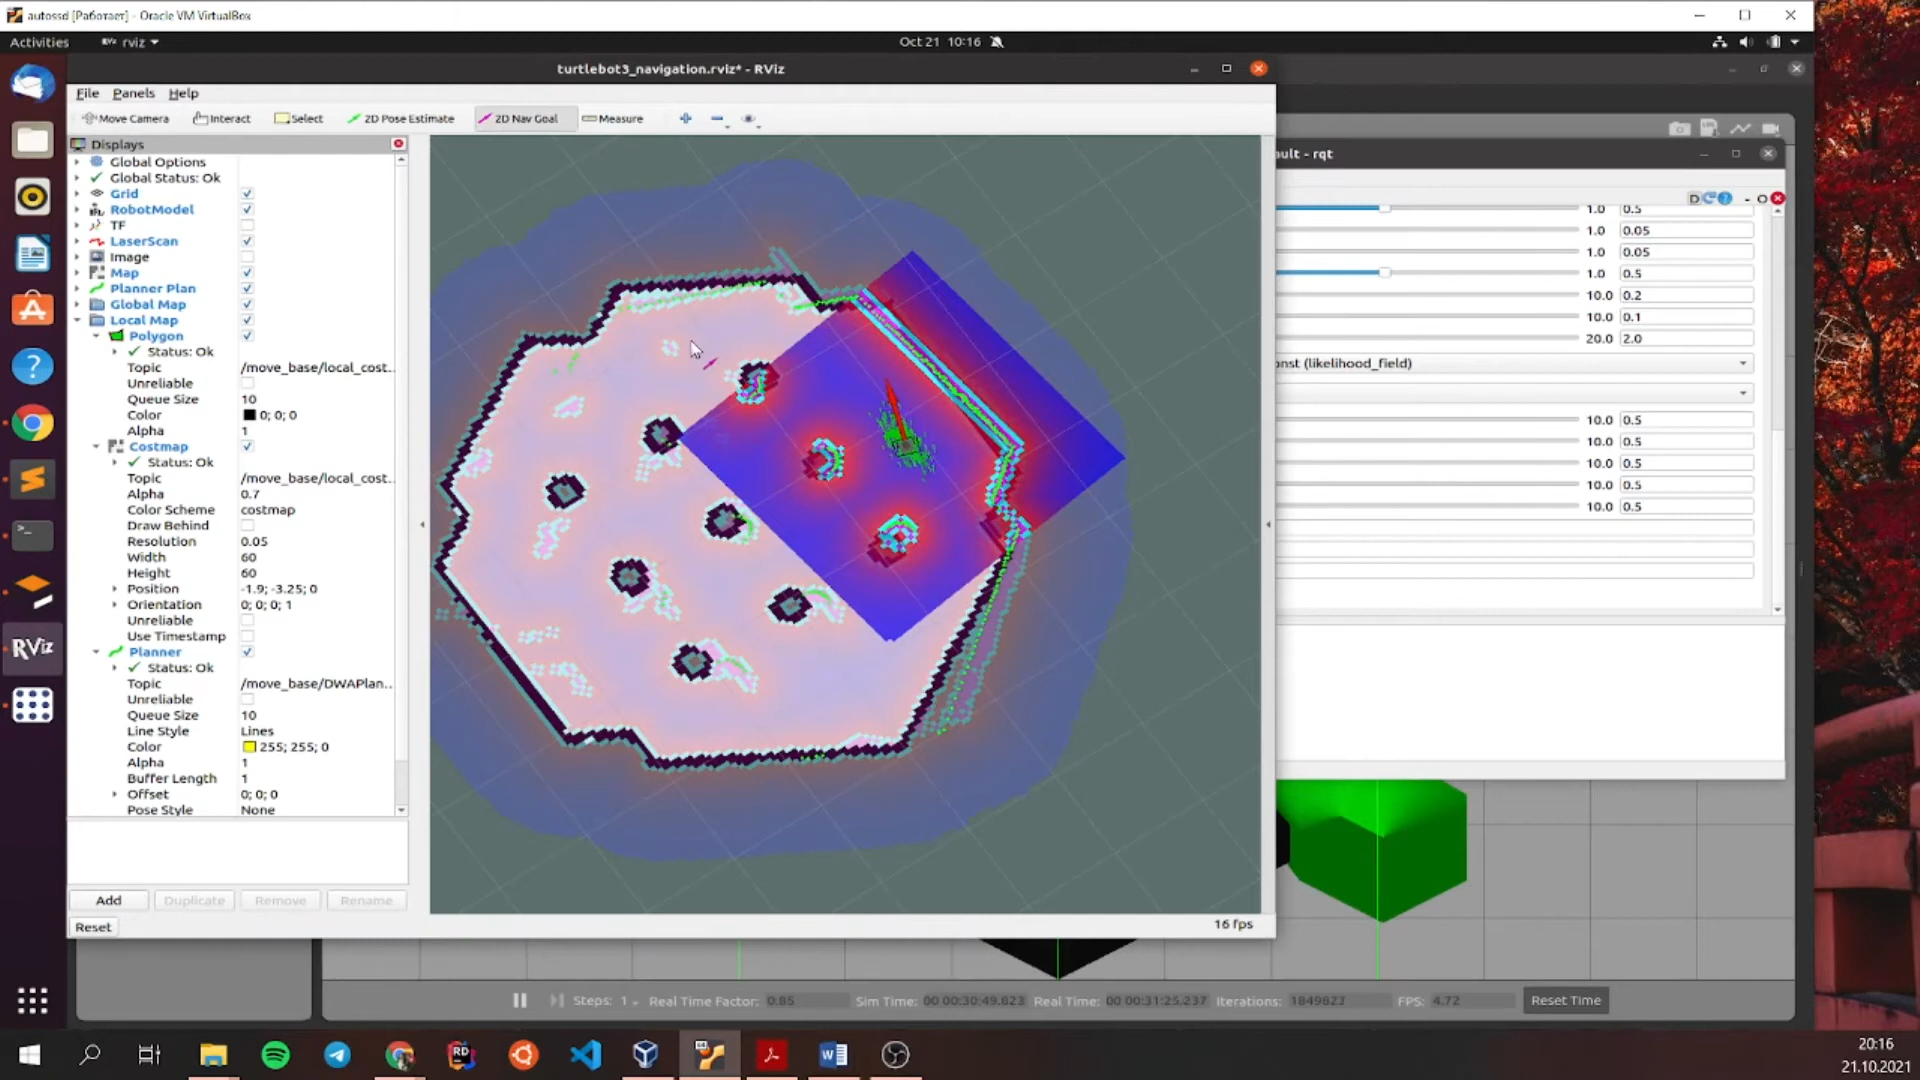 autossd [Работает] - Oracle VM VirtualBox
Activities
rviz
Oct 21 10:16
turtlebot3_navigation.rviz* - RViz
File Panels Help
Move Camera Interact Select 2D Pose Estimate 2D Nav Goal Measure
Displays
Global Options
Global Status: Ok
Grid
RobotModel
TF
LaserScan
Image
Map
Planner Plan
Global Map
Local Map
Polygon
Status: Ok
Topic /move_base/local_cost...
Unreliable
Queue Size 10
Color 0; 0; 0
Alpha 1
Costmap
Status: Ok
Topic /move_base/local_cost...
Alpha 0.7
Color Scheme costmap
Draw Behind
Resolution 0.05
Width 60
Height 60
Position -1.9; -3.25; 0
Orientation 0; 0; 0; 1
Unreliable
Use Timestamp
Planner
Status: Ok
Topic /move_base/DWAPlan...
Unreliable
Queue Size 10
Line Style Lines
Color 255; 255; 0
Alpha 1
Buffer Length 1
Offset 0; 0; 0
Pose Style None
Add Duplicate Remove Rename
Reset
16 fps
ault - rqt
D
- O
1.0 0.5
1.0 0.05
1.0 0.05
1.0 0.5
10.0 0.2
10.0 0.1
20.0 2.0
onst (likelihood_field)
10.0 0.5
10.0 0.5
10.0 0.5
10.0 0.5
10.0 0.5
RViz
Steps: 1 Real Time Factor: 0.85 Sim Time: 00 00:30:49.623 Real Time: 00 00:31:25.237 Iterations: 1849623 FPS: 4.72 Reset Time
20:16
21.10.2021